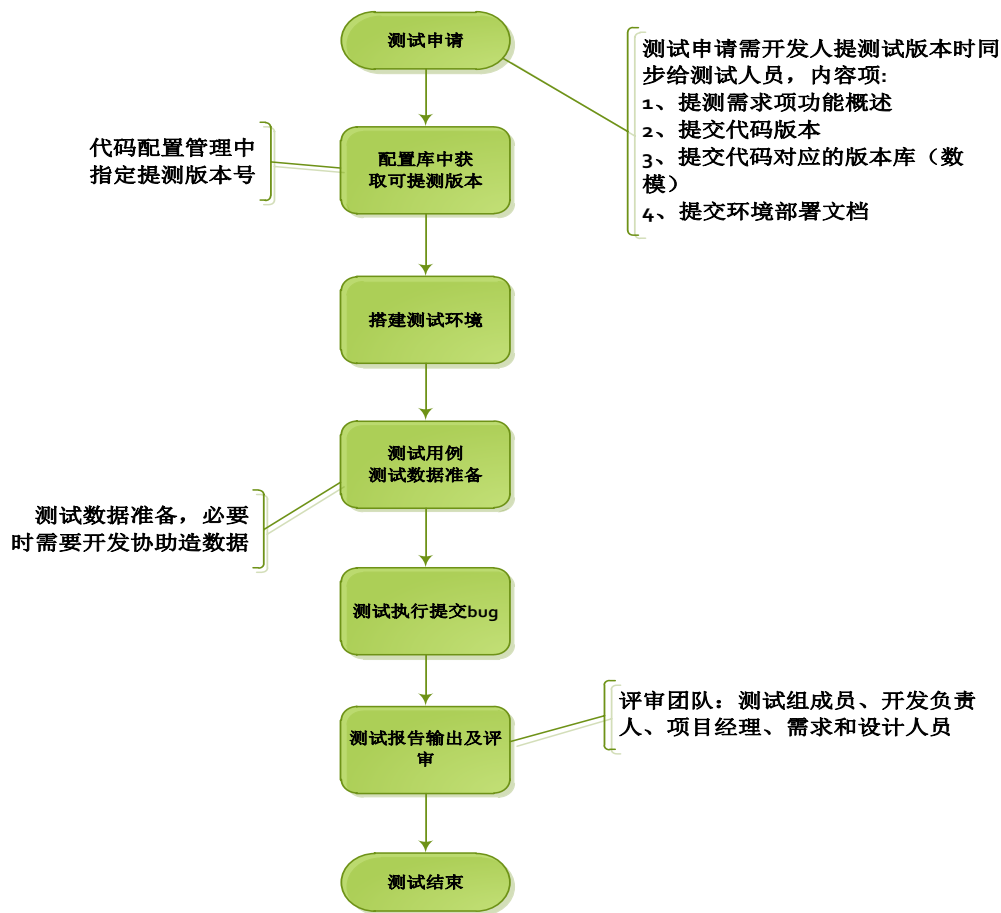 测试申请
测试申请需开发人提测试版本时同
步给测试人员，内容项:
1、提测需求项功能概述
2、提交代码版本
3、提交代码对应的版本库（数
模）
4、提交环境部署文档
代码配置管理中
指定提测版本号
配置库中获
取可提测版本
搭建测试环境
测试用例
测试数据准备
测试数据准备，必要
时需要开发协助造数据
测试执行提交bug
测试报告输出及评
审
评审团队：测试组成员、开发负责
人、项目经理、需求和设计人员
测试结束